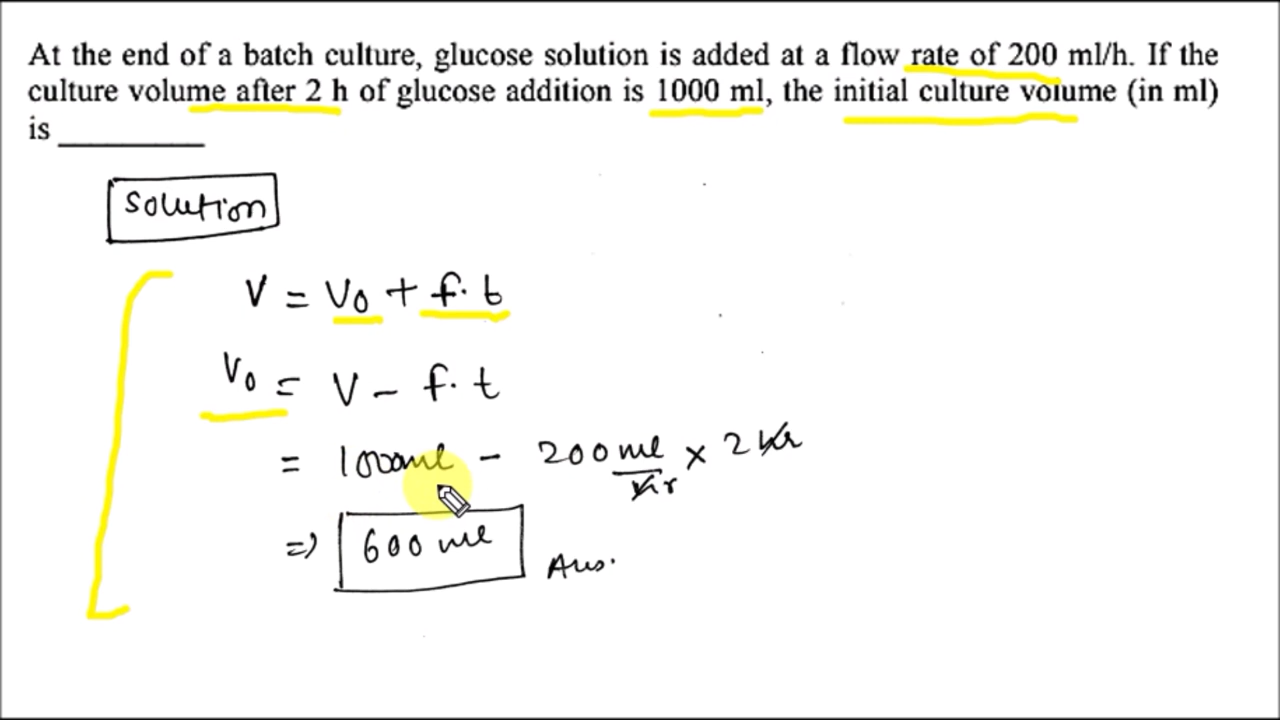 At the end of a batch culture, glucose solution is added at a flow rate of 200 ml/h. If the
culture volume after 2 h of glucose addition is 1000 ml, the initial culture volume (in ml)
is __________
Solution
V = V₀ + f. t
V₀ = V - f. t
= 1000ml - 200 ml/hr × 2 hr
=> 600 ml Ans.